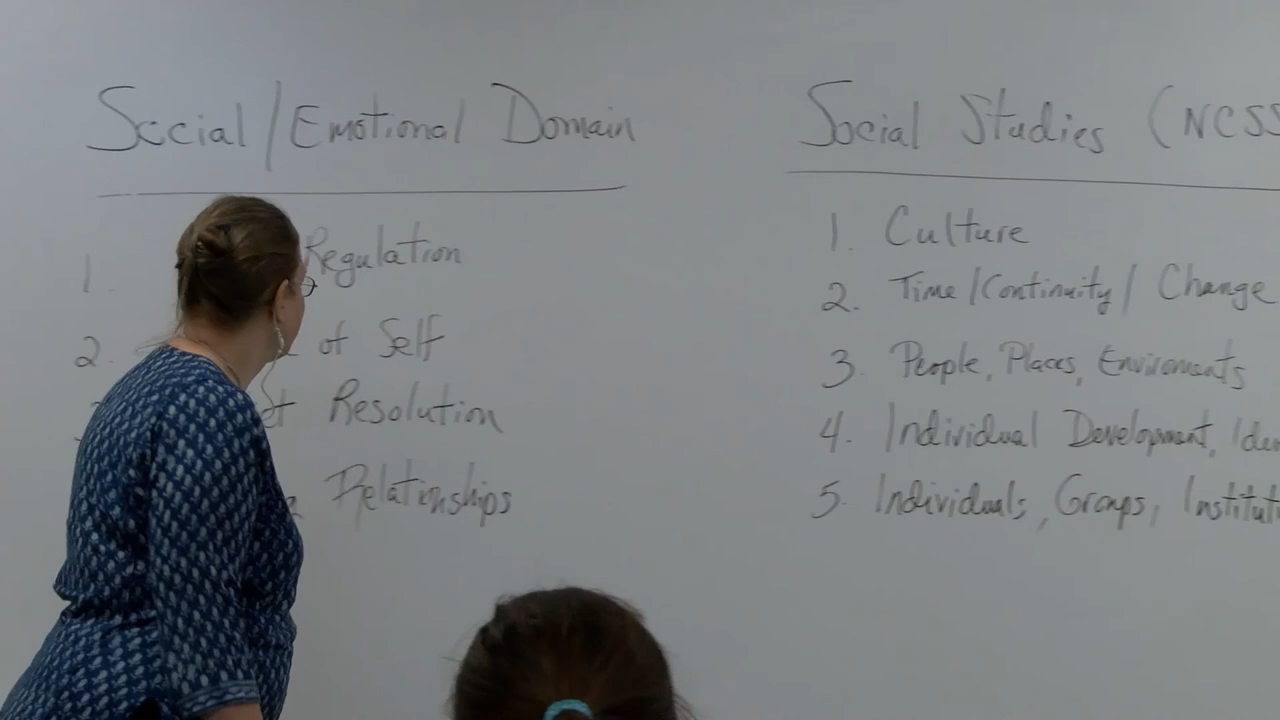 Social/Emotional Domain
1. Regulation
2. of Self
Resolution
Relationships
Social Studies (NCSS
1. Culture
2. Time/Continuity/Change
3. People, Places, Enviroments
4. Individual Development,
5. Individuals, Groups,